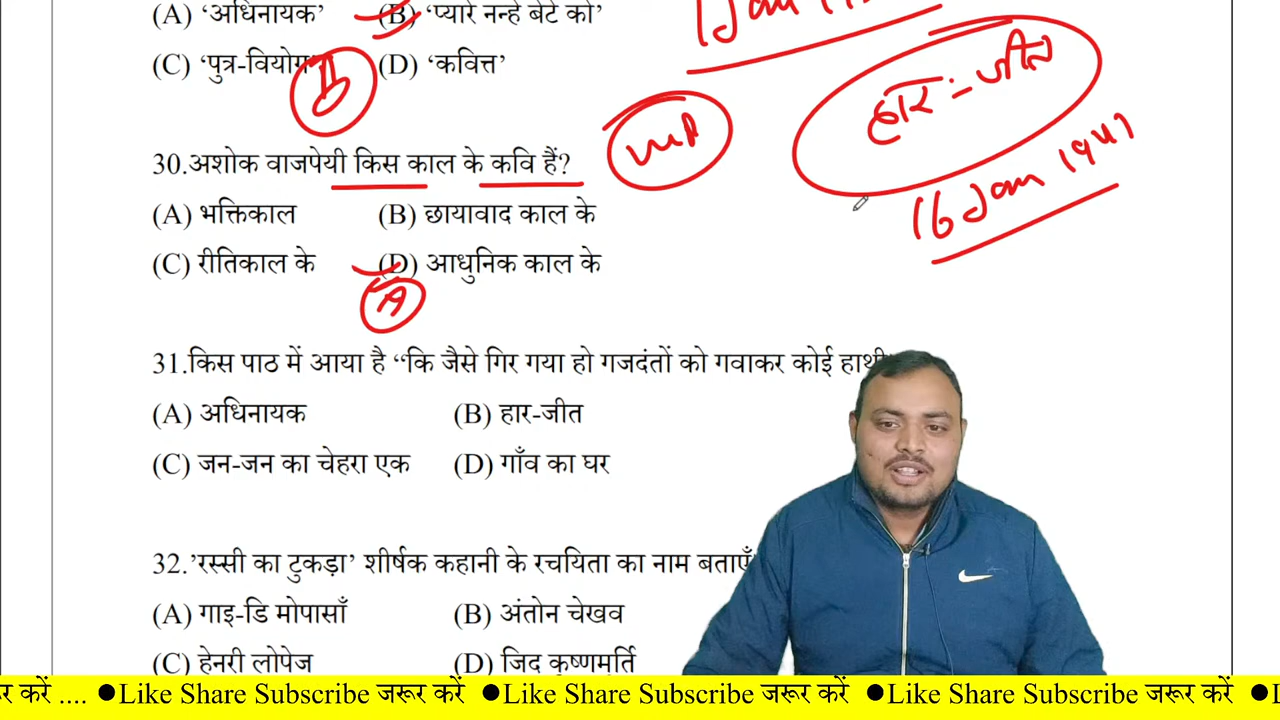 (A) ‘अधिनायक’ (B) ‘प्यारे नन्हे बेटे को’
(C) ‘पुत्र-वियोग’ (D) ‘कवित्त’
हार-जीत
MP
16 Jan 1941
30.अशोक वाजपेयी किस काल के कवि हैं?
(A) भक्तिकाल (B) छायावाद काल के
(C) रीतिकाल के (D) आधुनिक काल के
31.किस पाठ में आया है “कि जैसे गिर गया हो गजदंतों को गवाकर कोई हाथी
(A) अधिनायक (B) हार-जीत
(C) जन-जन का चेहरा एक (D) गाँव का घर
32.’रस्सी का टुकड़ा’ शीर्षक कहानी के रचयिता का नाम बताएँ
(A) गाइ-डि मोपासाँ (B) अंतोन चेखव
(C) हेनरी लोपेज (D) जिद कृष्णमूर्ति
करें .... ●Like Share Subscribe जरूर करें ●Like Share Subscribe जरूर करें ●Like Share Subscribe जरूर करें ●